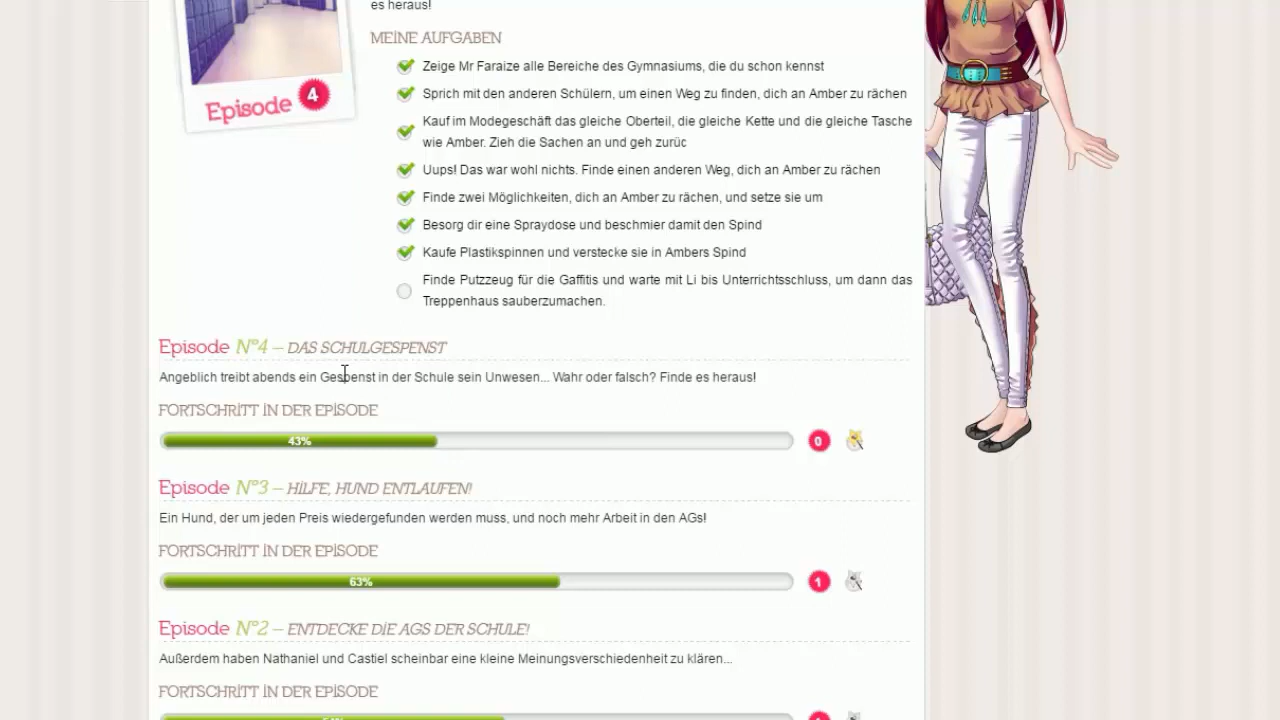 es heraus!
MEINE AUFGABEN
Zeige Mr Faraize alle Bereiche des Gymnasiums, die du schon kennst
Episode 4
Sprich mit den anderen Schülern, um einen Weg zu finden, dich an Amber zu rächen
Kauf im Modegeschäft das gleiche Oberteil, die gleiche Kette und die gleiche Tasche
wie Amber. Zieh die Sachen an und geh zurüc
Uups! Das war wohl nichts. Finde einen anderen Weg, dich an Amber zu rächen
Finde zwei Möglichkeiten, dich an Amber zu rächen, und setze sie um
Besorg dir eine Spraydose und beschmier damit den Spind
Kaufe Plastikspinnen und verstecke sie in Ambers Spind
Finde Putzzeug für die Gaffitis und warte mit Li bis Unterrichtsschluss, um dann das
Treppenhaus sauberzumachen.
Episode N°4 – DAS SCHULGESPENST
Angeblich treibt abends ein Gespenst in der Schule sein Unwesen... Wahr oder falsch? Finde es heraus!
FORTSCHRITT IN DER EPISODE
43% 0
Episode N°3 – HILFE, HUND ENTLAUFEN!
Ein Hund, der um jeden Preis wiedergefunden werden muss, und noch mehr Arbeit in den AGs!
FORTSCHRITT IN DER EPISODE
63% 1
Episode N°2 – ENTDECKE DIE AGS DER SCHULE!
Außerdem haben Nathaniel und Castiel scheinbar eine kleine Meinungsverschiedenheit zu klären...
FORTSCHRITT IN DER EPISODE